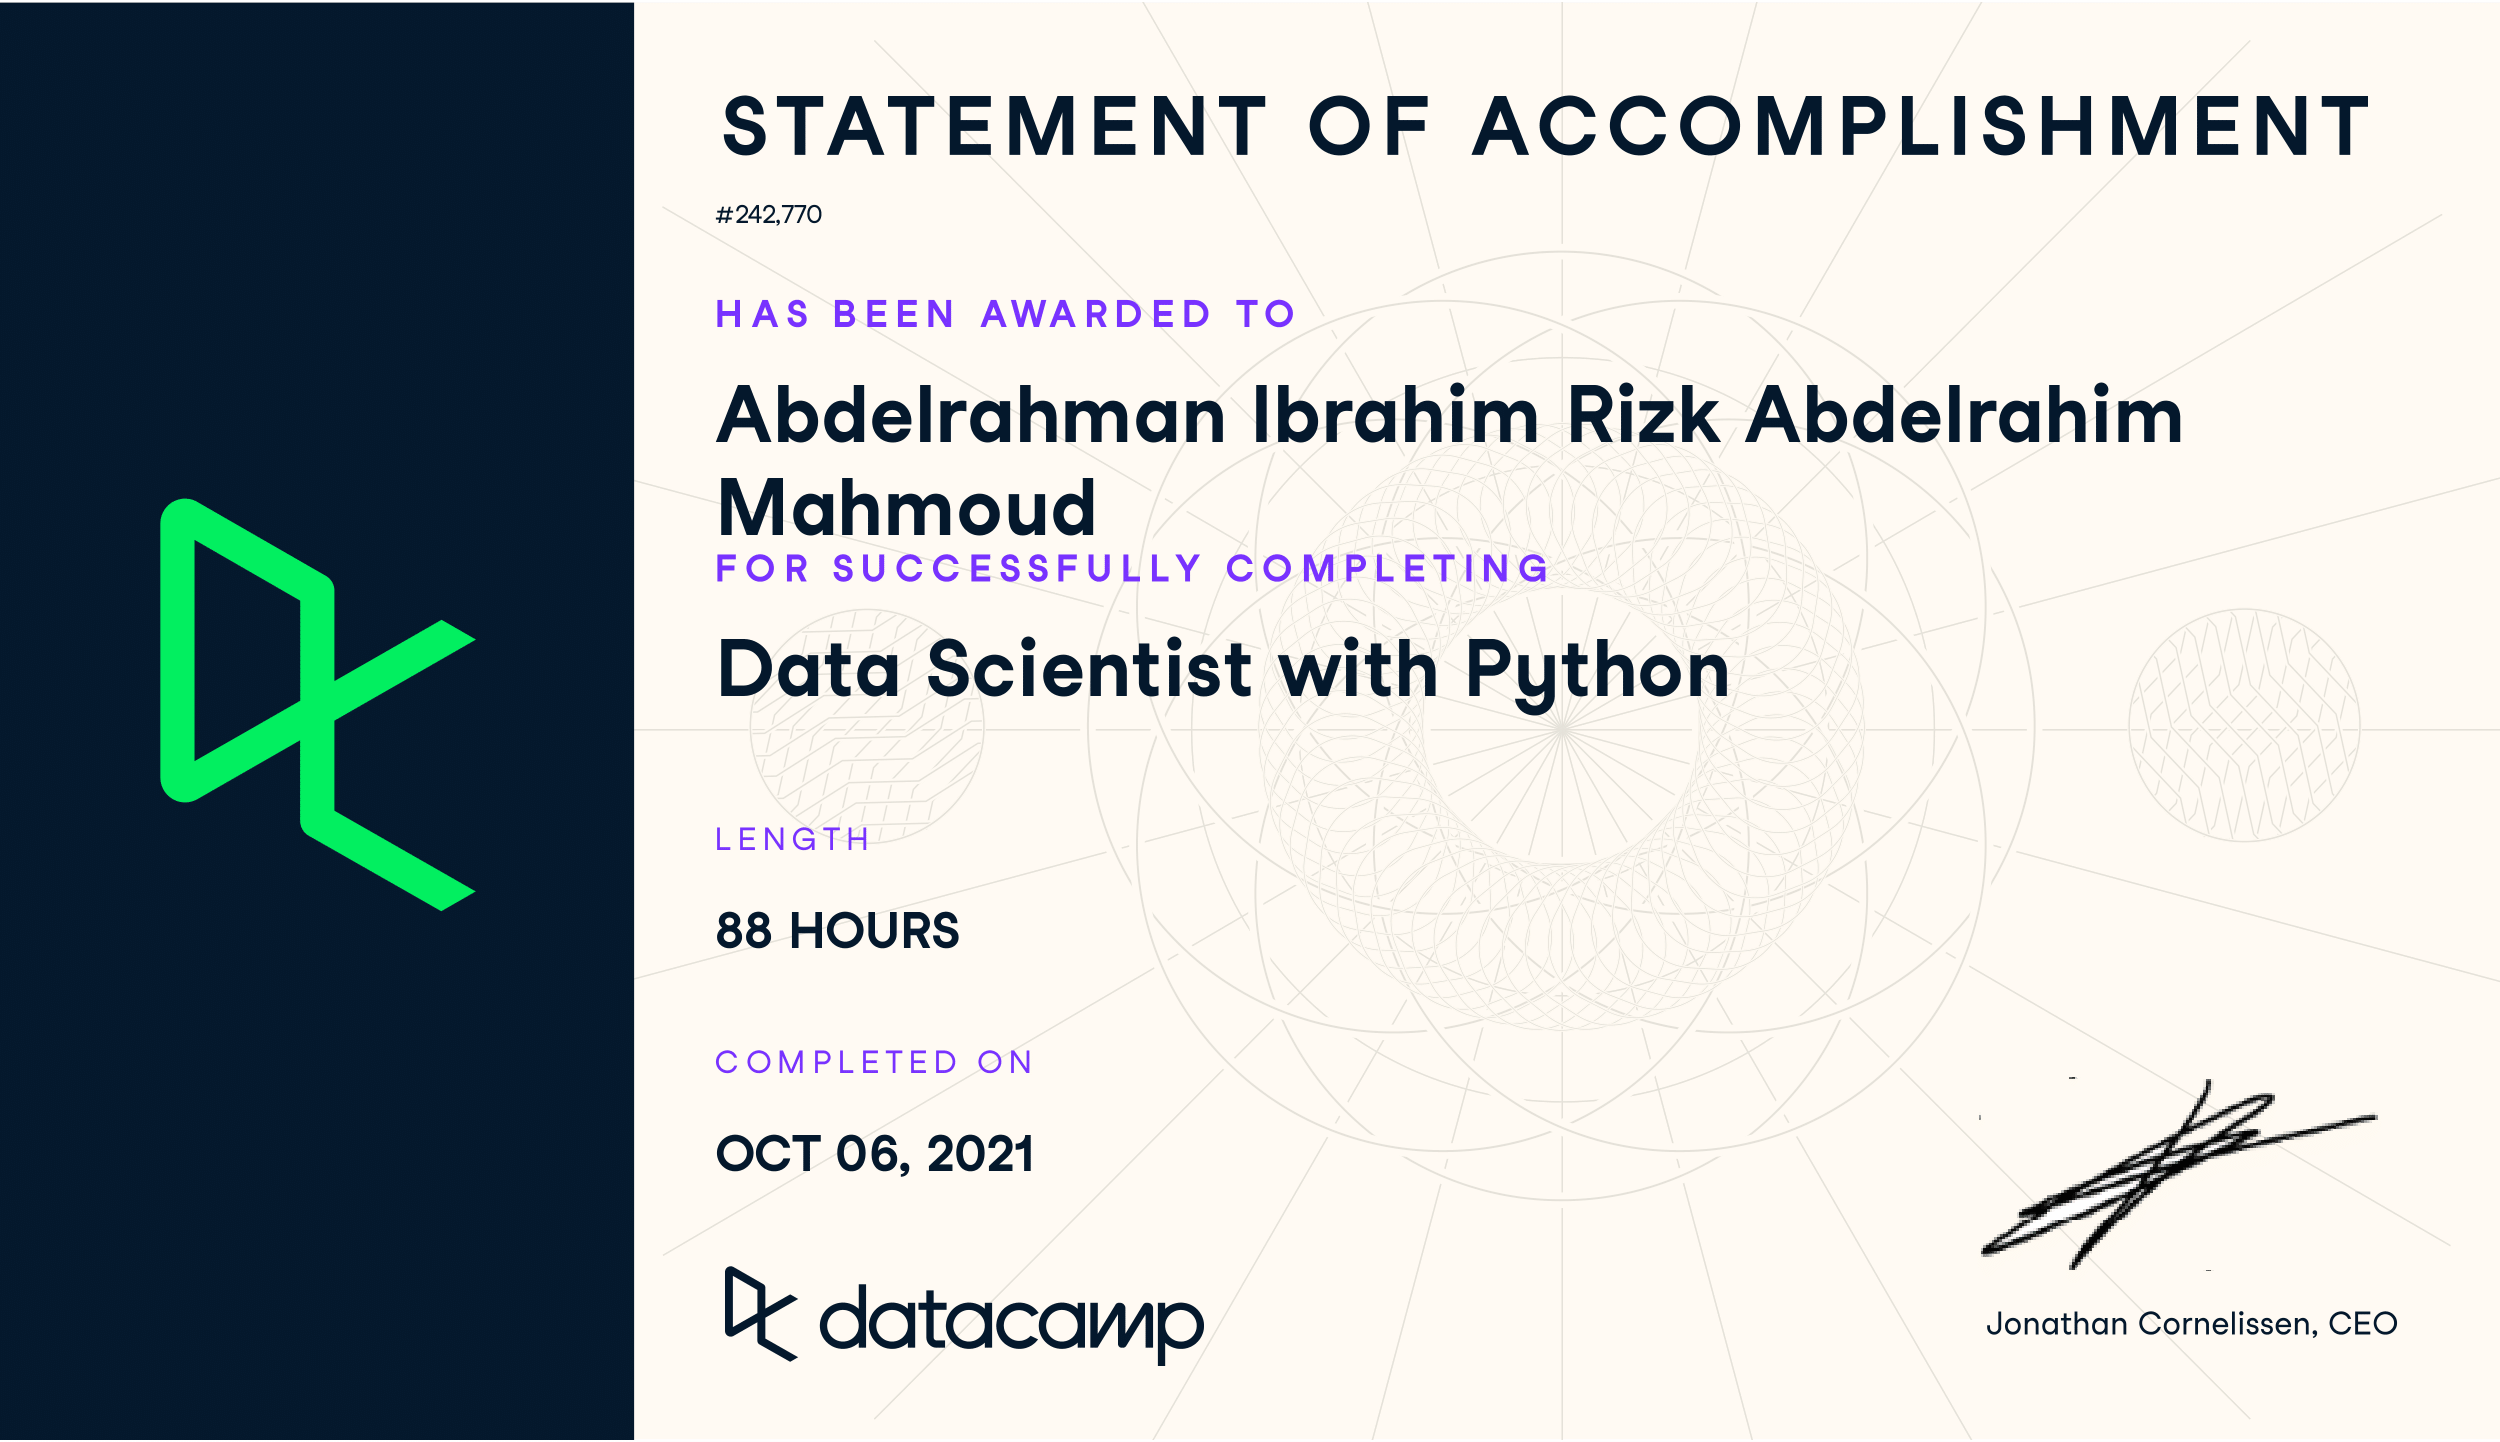 STATEMENT OF ACCOMPLISHMENT
#242,770
HAS BEEN AWARDED TO
Abdelrahman Ibrahim Rizk Abdelrahim
Mahmoud
FOR SUCCESSFULLY COMPLETING
Data Scientist with Python
LENGTH
88 HOURS
COMPLETED ON
OCT 06, 2021
datacamp
Jonathan Cornelissen, CEO